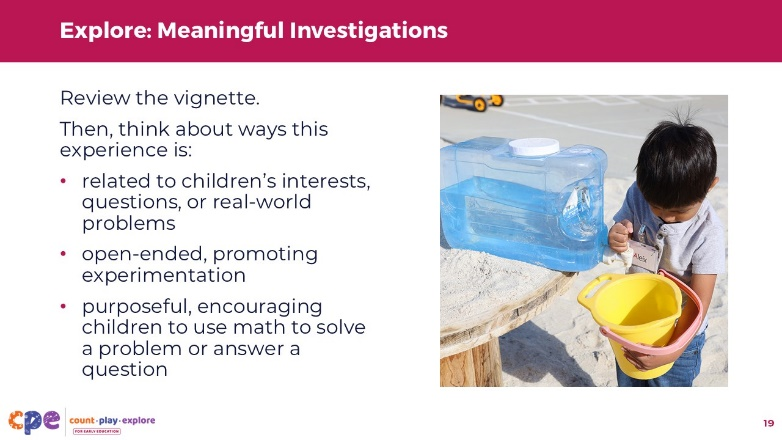 Explore: Meaningful Investigations
Review the vignette.
Then, think about ways this
experience is:
• related to children's interests,
questions, or real-world
problems
• open-ended, promoting
experimentation
• purposeful, encouraging
children to use math to solve
a problem or answer a
question
cpe
count·play·explore
FOR EARLY EDUCATION
19